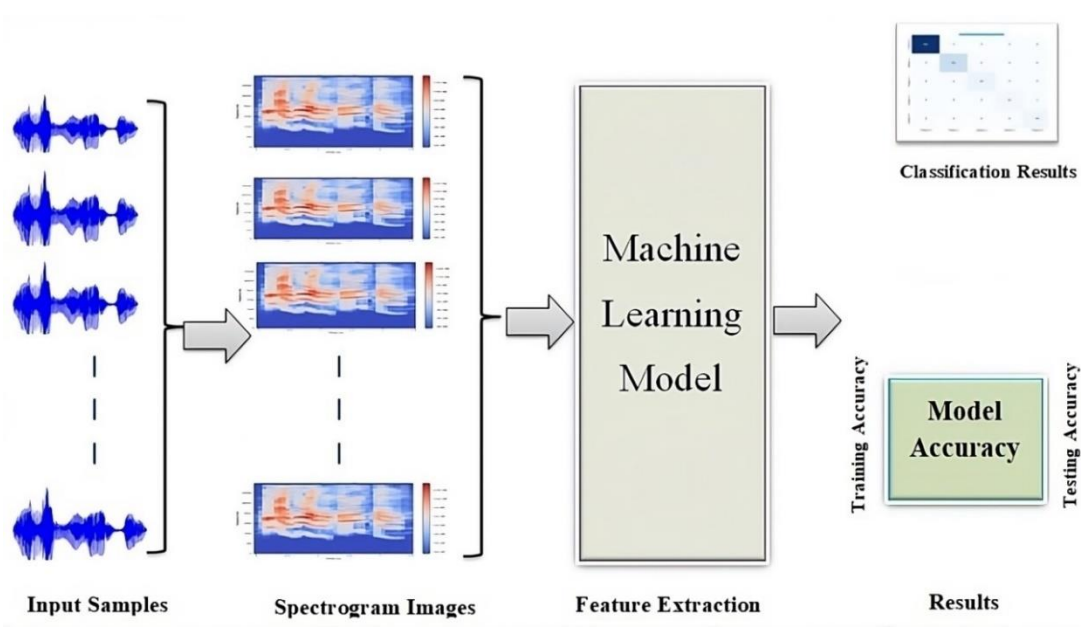 Classification Results
Machine
Learning
Model
Training Accuracy
Model
Accuracy
Testing Accuracy
Input Samples
Spectrogram Images
Feature Extraction
Results